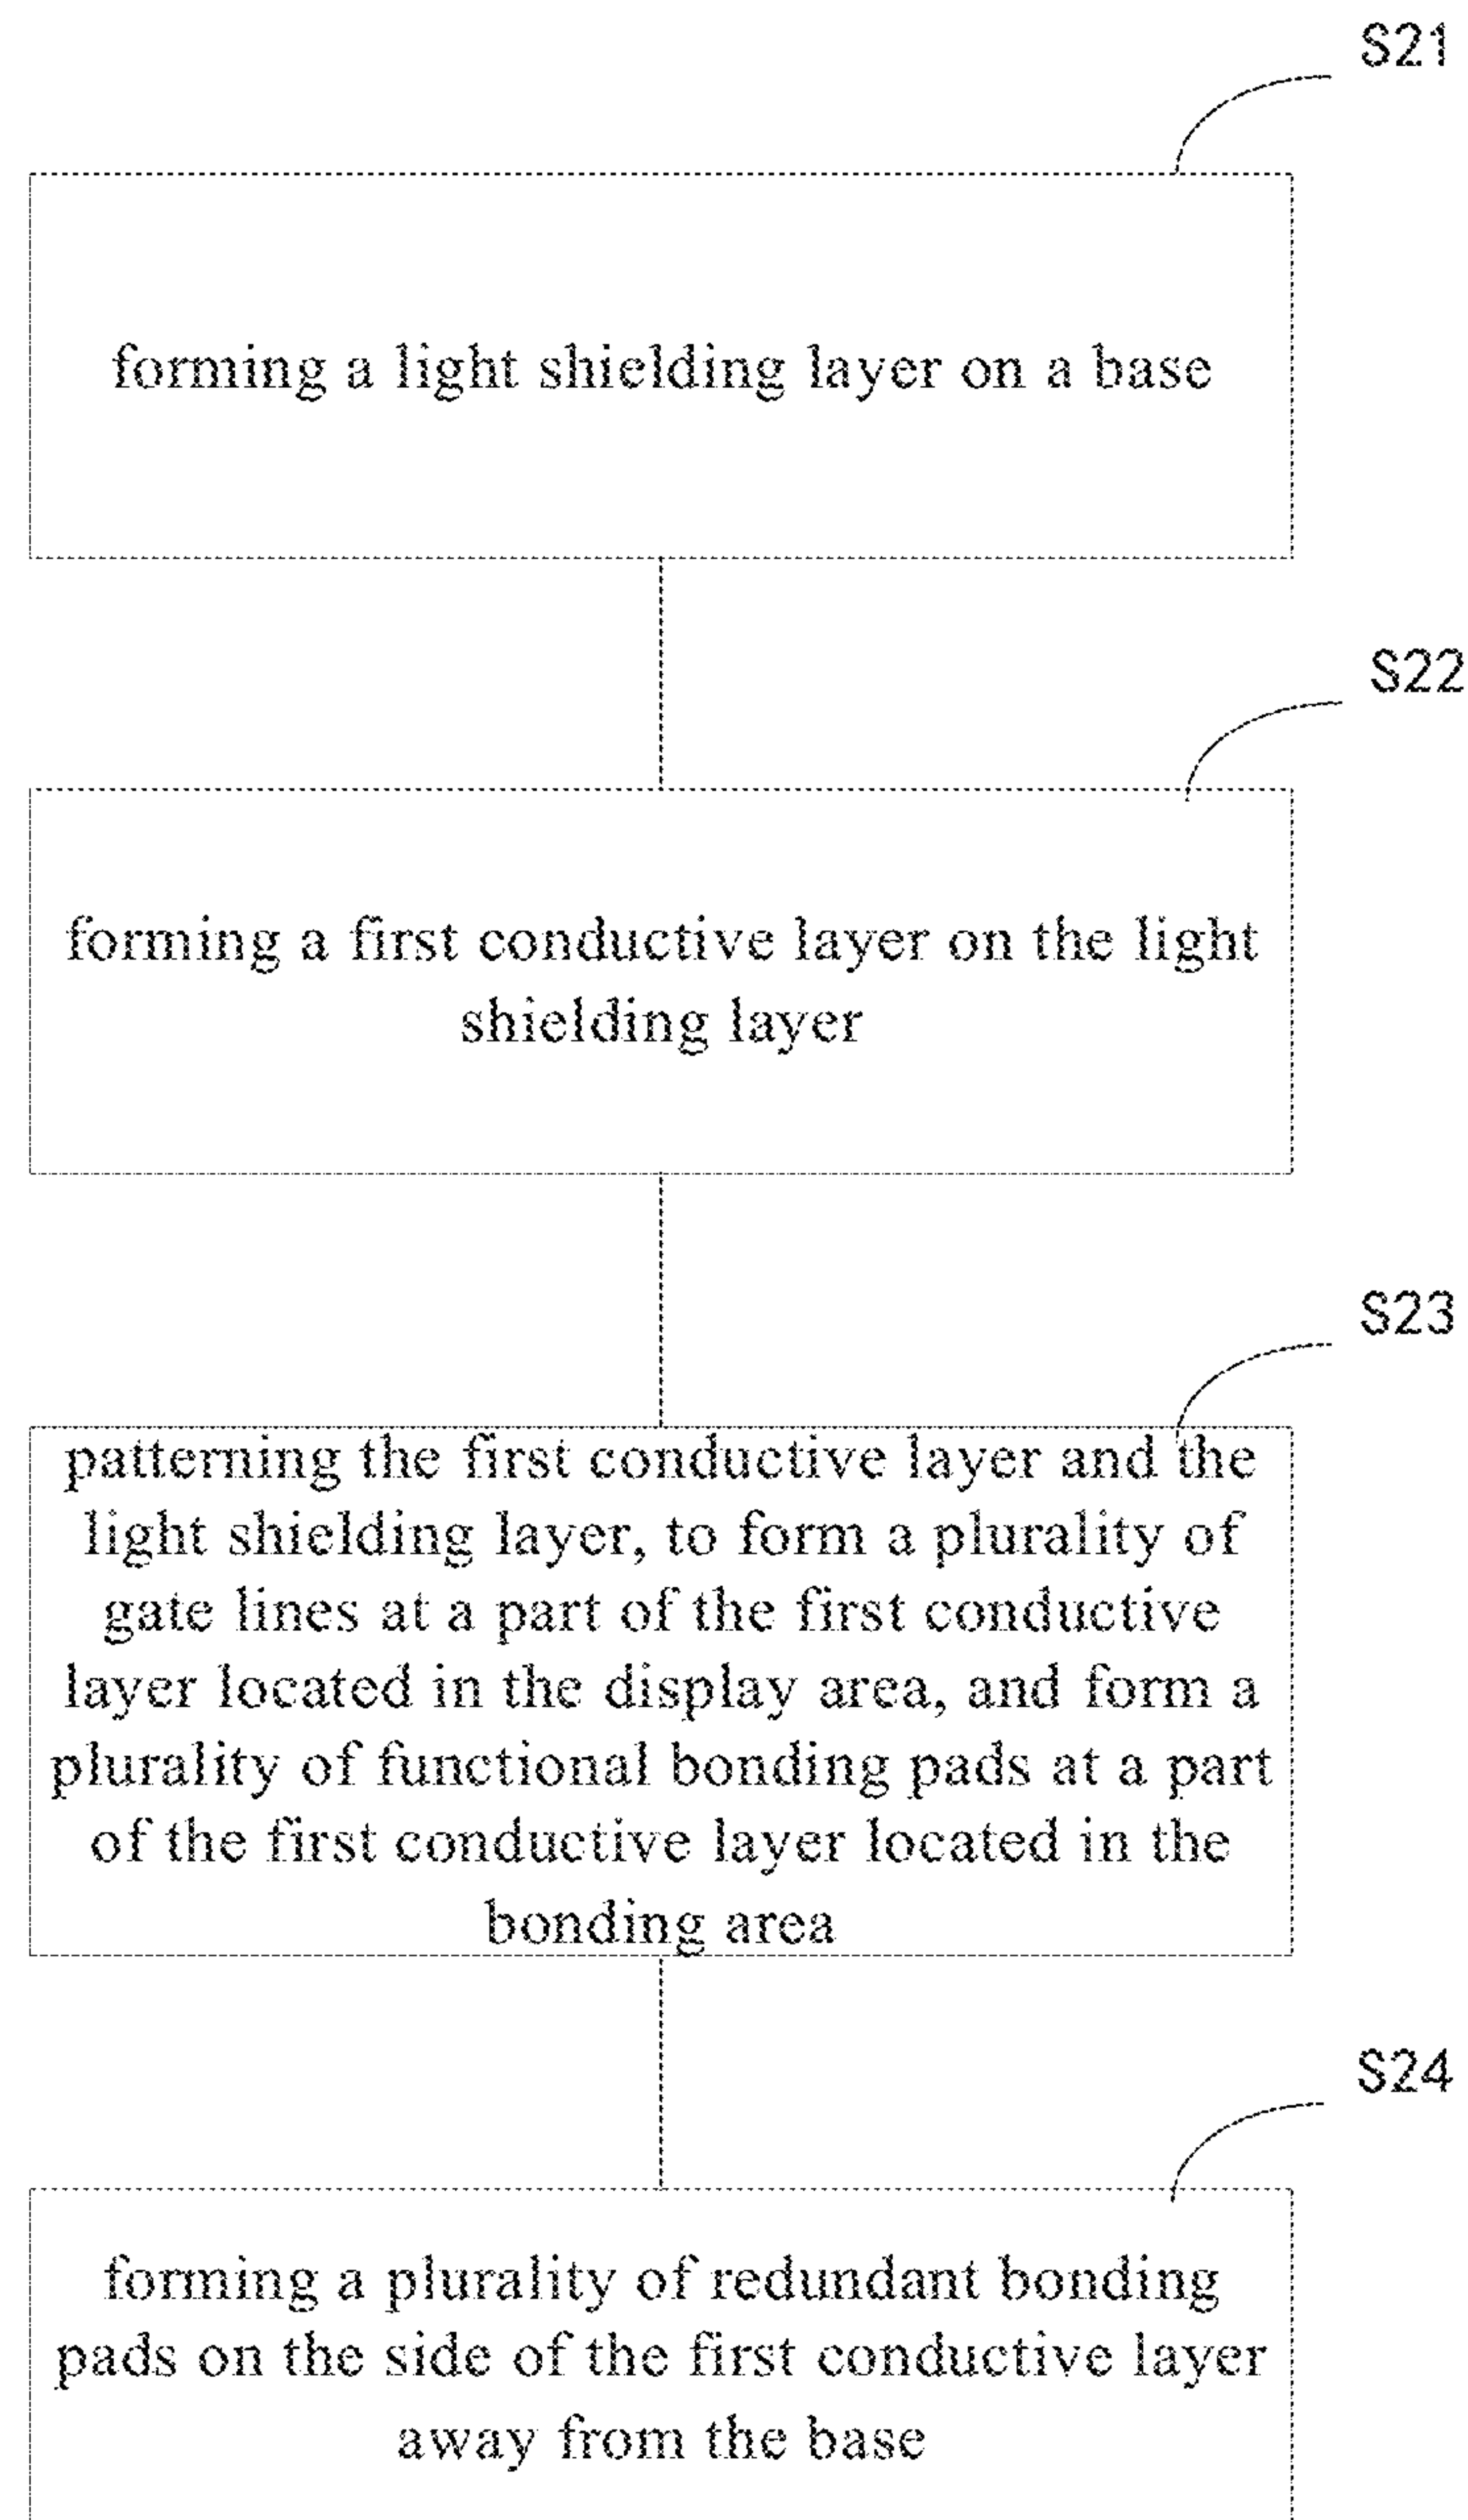 S21
forming a light shielding layer on a base
S22
forming a first conductive layer on the light
shielding layer
S23
patterning the first conductive layer and the
light shielding layer, to form a plurality of
gate lines at a part of the first conductive
layer located in the display area, and form a
plurality of functional bonding pads at a part
of the first conductive layer located in the
bonding area
S24
forming a plurality of redundant bonding
pads on the side of the first conductive layer
away from the base